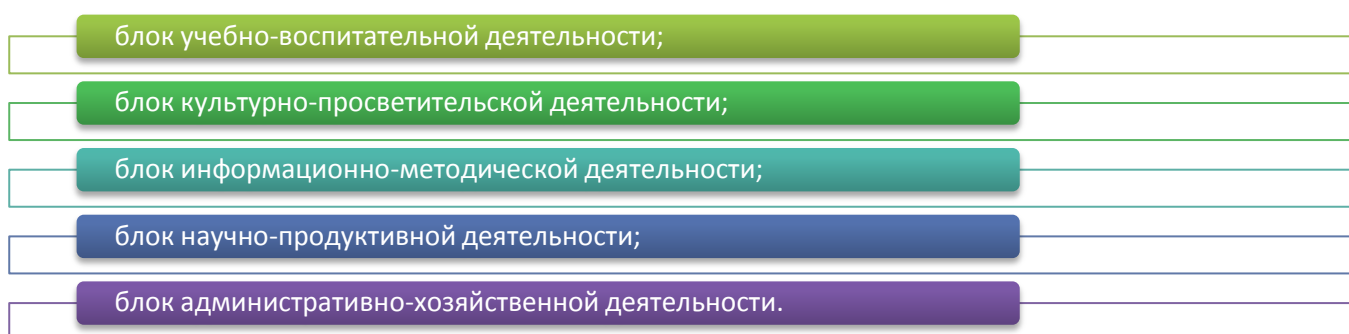 блок учебно-воспитательной деятельности;
блок культурно-просветительской деятельности;
блок информационно-методической деятельности;
блок научно-продуктивной деятельности;
блок административно-хозяйственной деятельности.